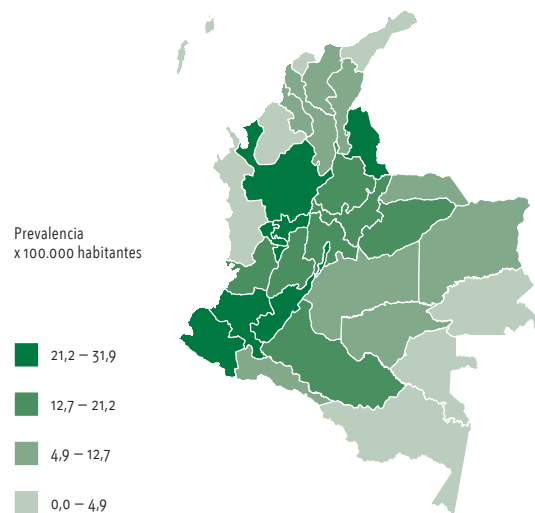 Prevalencia
x 100.000 habitantes
21,2 – 31,9
12,7 – 21,2
4,9 – 12,7
0,0 – 4,9